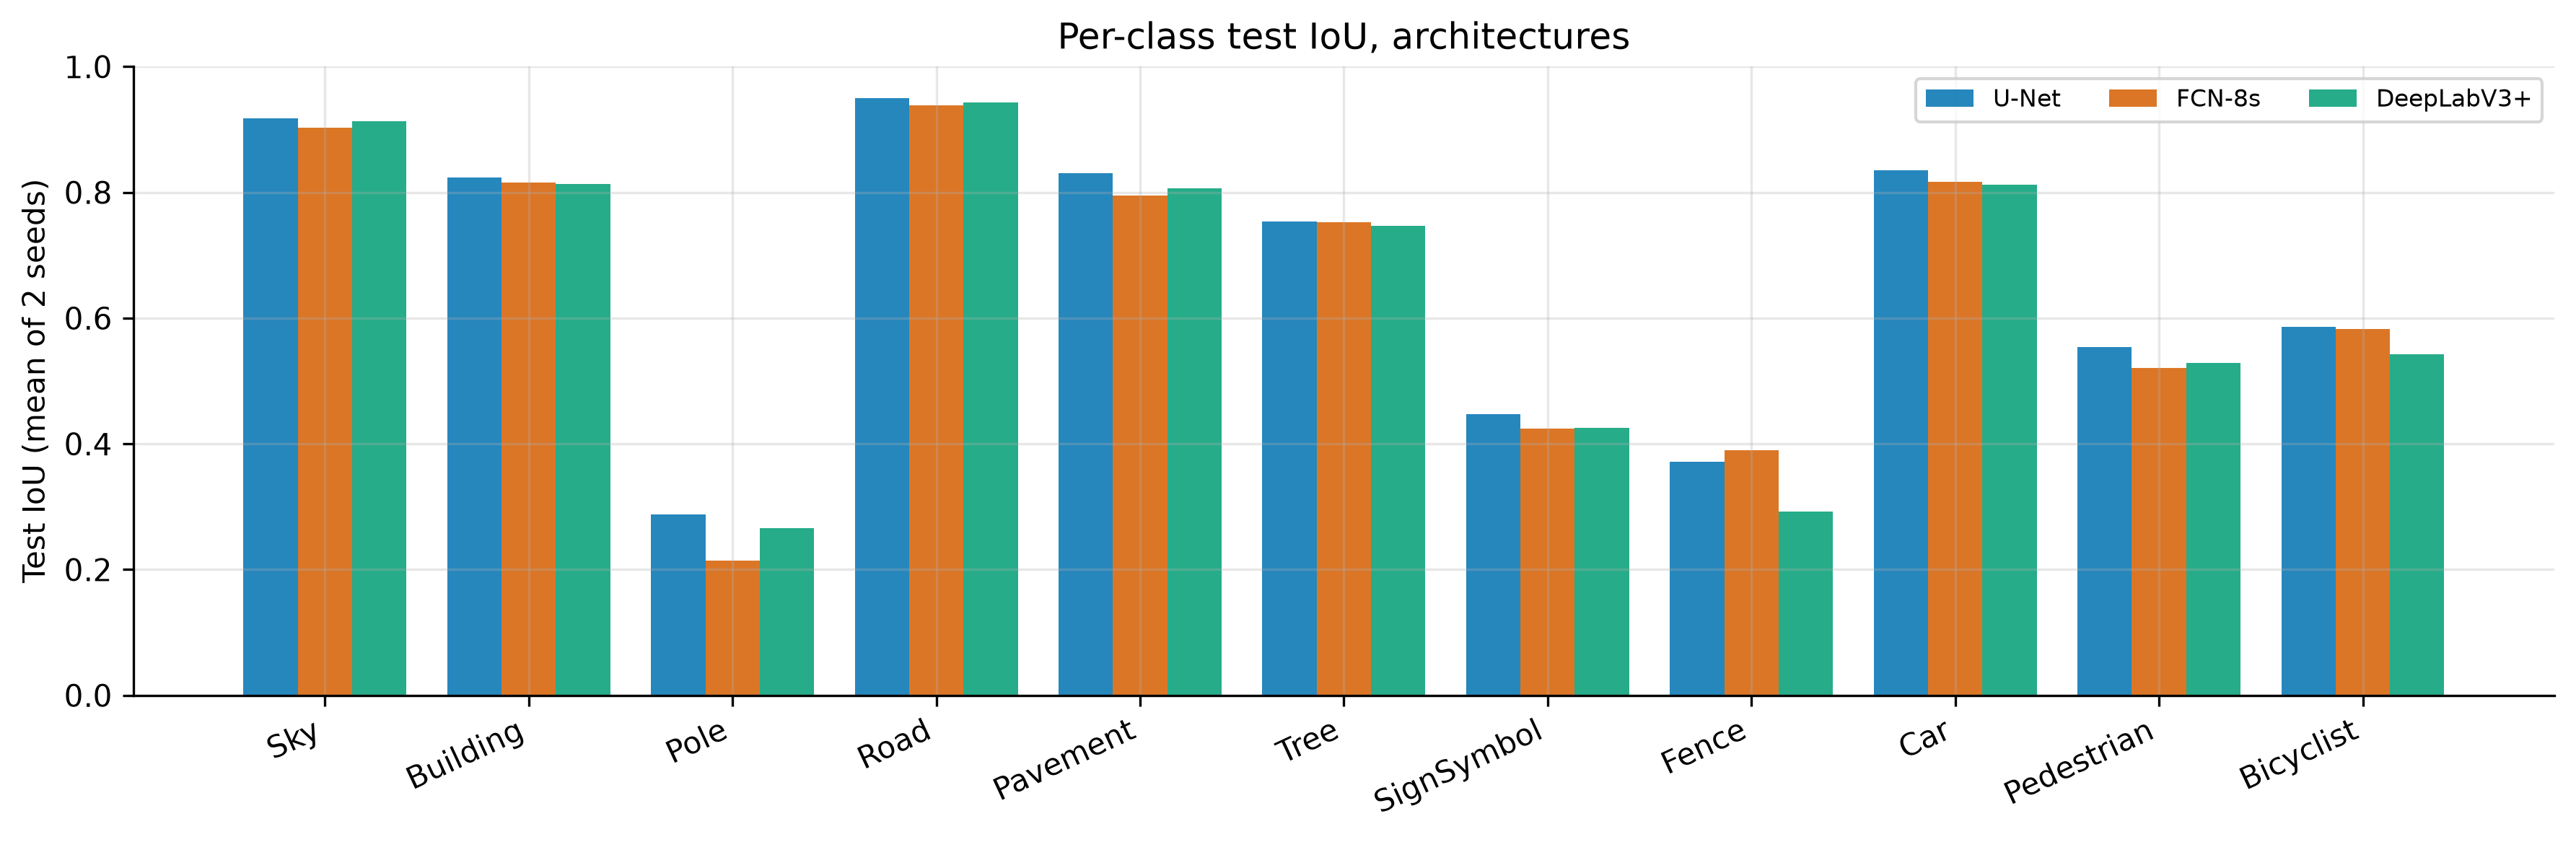 Per-class test IoU, architectures
U-Net FCN-8s DeepLabV3+
Test IoU (mean of 2 seeds)
1.0
0.8
0.6
0.4
0.2
0.0
Sky Building Pole Road Pavement Tree SignSymbol Fence Car Pedestrian Bicyclist